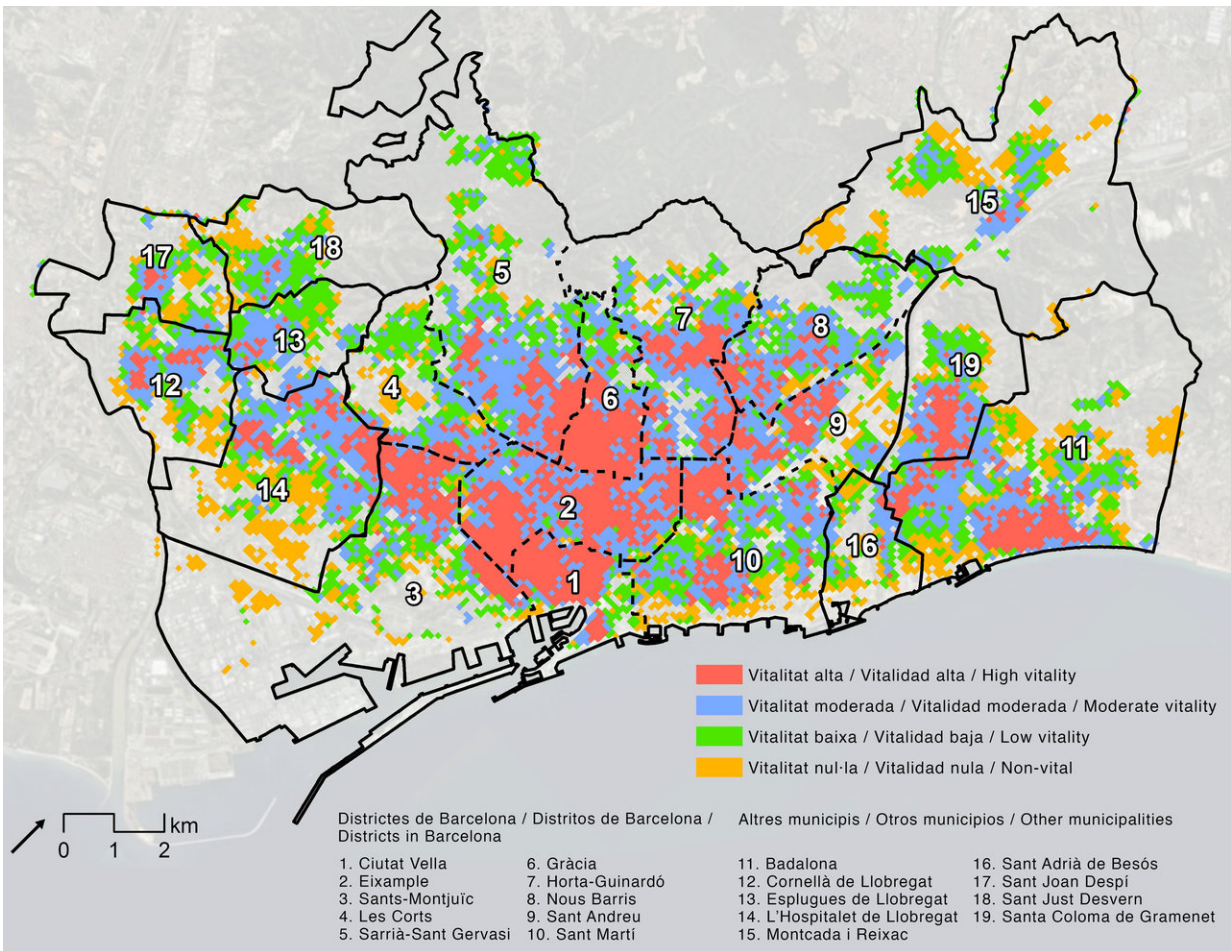 17
18
15
5
13
7
8
19
12
4
6
9
11
14
2
16
10
3
1
Vitalitat alta / Vitalidad alta / High vitality
Vitalitat moderada / Vitalidad moderada / Moderate vitality
Vitalitat baixa / Vitalidad baja / Low vitality
Vitalitat nul·la / Vitalidad nula / Non-vital
km
0 1 2
Districtes de Barcelona / Distritos de Barcelona /
Districts in Barcelona
1. Ciutat Vella
2. Eixample
3. Sants-Montjuïc
4. Les Corts
5. Sarrià-Sant Gervasi
6. Gràcia
7. Horta-Guinardó
8. Nous Barris
9. Sant Andreu
10. Sant Martí
Altres municipis / Otros municipios / Other municipalities
11. Badalona
12. Cornellà de Llobregat
13. Esplugues de Llobregat
14. L'Hospitalet de Llobregat
15. Montcada i Reixac
16. Sant Adrià de Besós
17. Sant Joan Despí
18. Sant Just Desvern
19. Santa Coloma de Gramenet